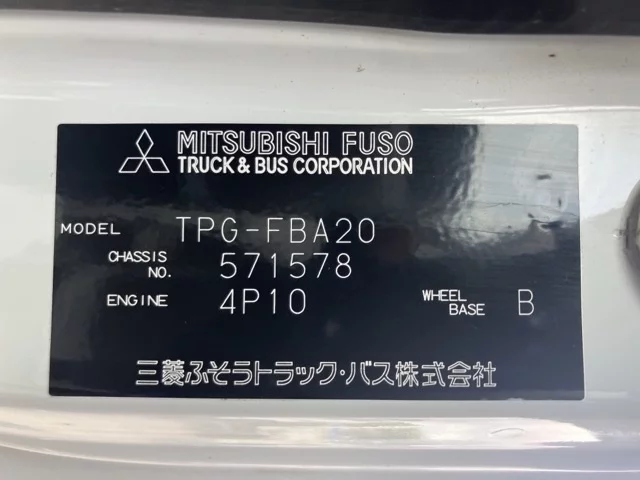 MITSUBISHI FUSO
TRUCK & BUS CORPORATION
MODEL TPG-FBA20
CHASSIS NO. 571578
ENGINE 4P10 WHEEL BASE B
三菱ふそうトラック・バス株式会社